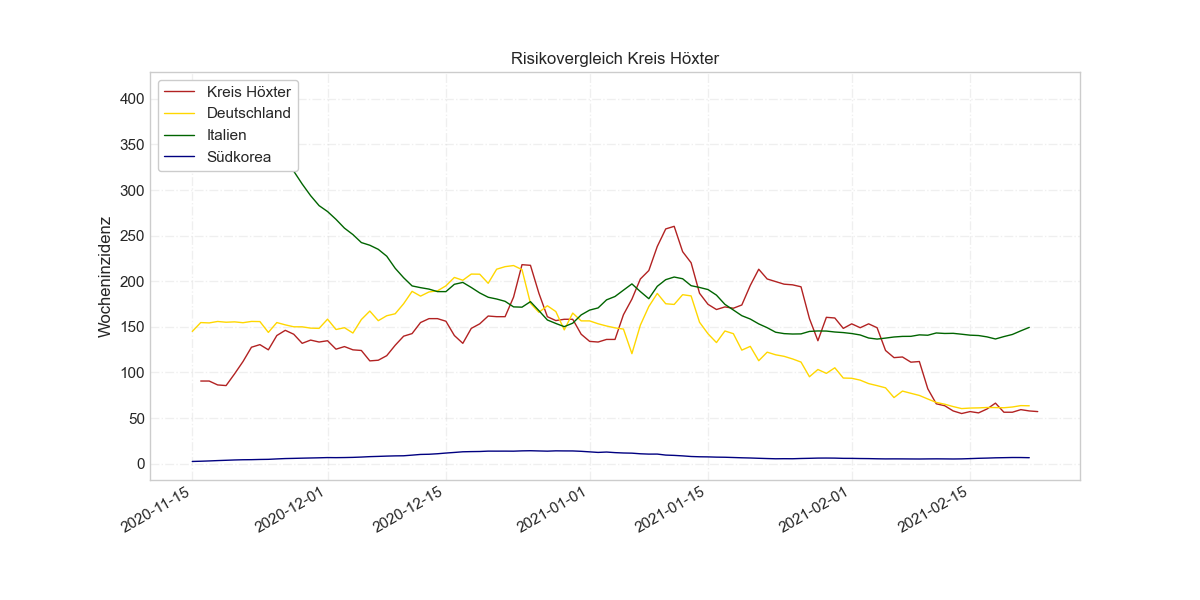 Risikovergleich Kreis Höxter
Kreis Höxter
Deutschland
Italien
Südkorea
Wocheninzidenz
400
350
300
250
200
150
100
50
0
2020-11-15
2020-12-01
2020-12-15
2021-01-01
2021-01-15
2021-02-01
2021-02-15